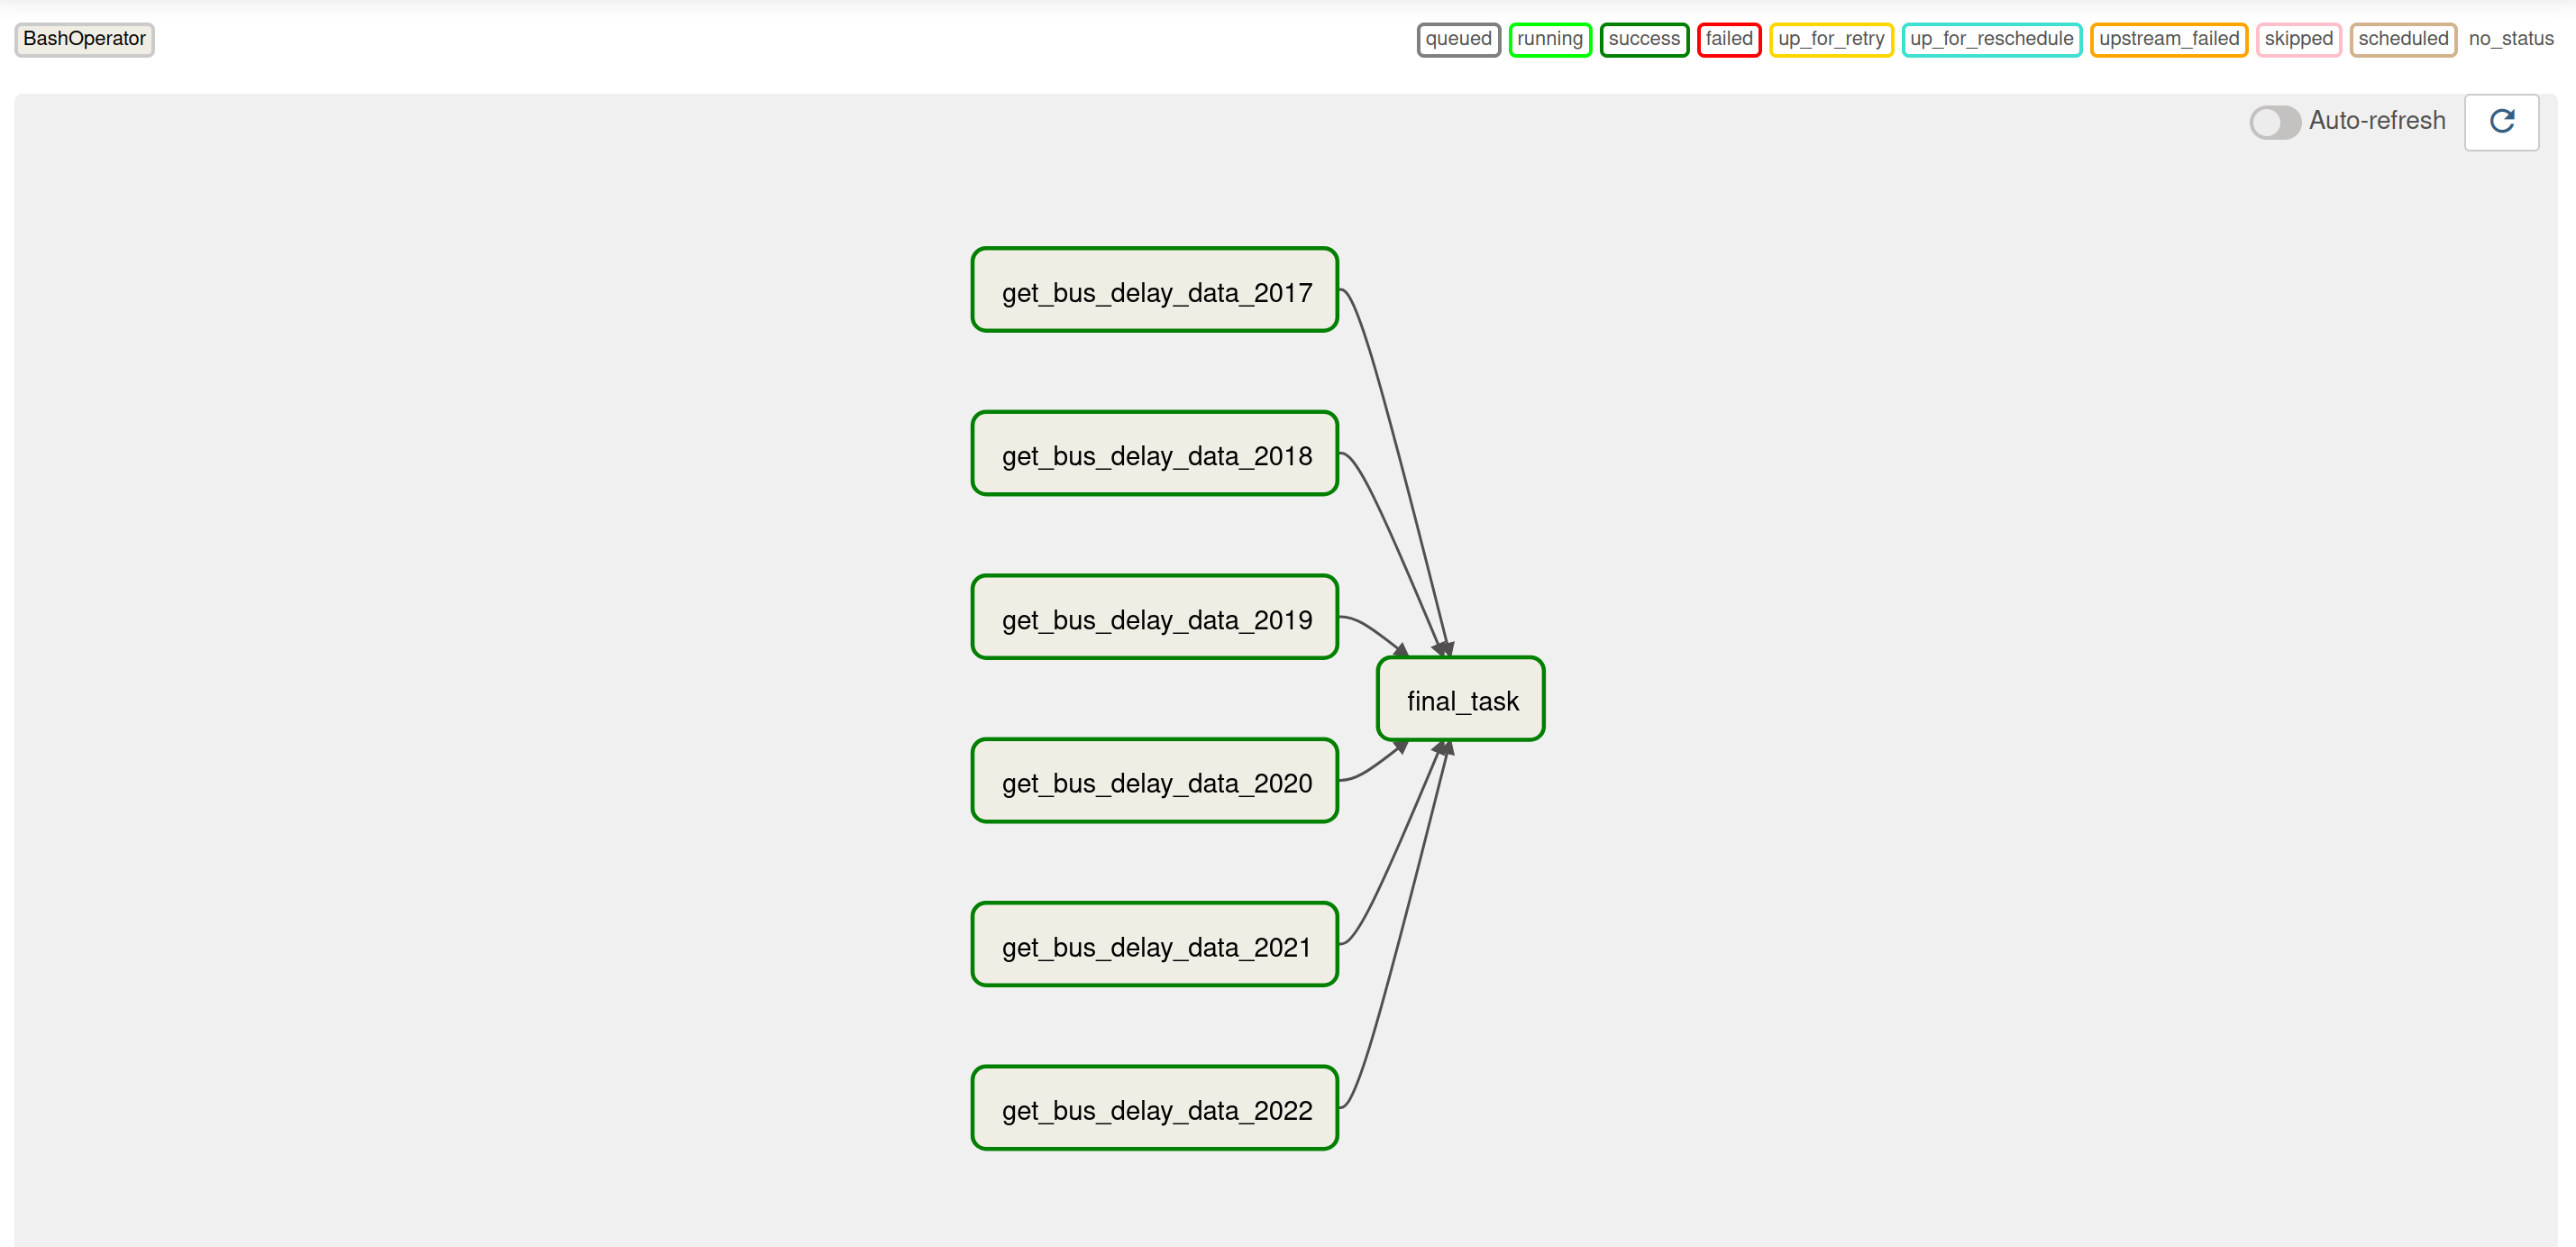 BashOperator queued running success failed up_for_retry up_for_reschedule upstream_failed skipped scheduled no_status
Auto-refresh
get_bus_delay_data_2017
get_bus_delay_data_2018
get_bus_delay_data_2019
final_task
get_bus_delay_data_2020
get_bus_delay_data_2021
get_bus_delay_data_2022